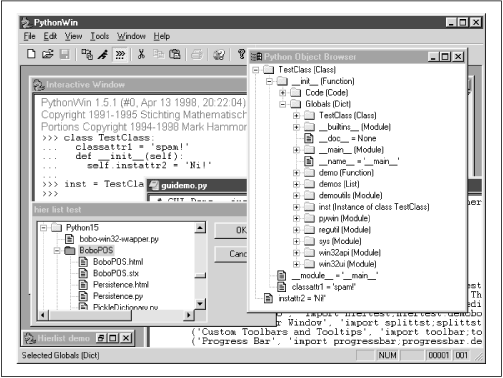 PythonWin
File Edit View Tools Window Help
Interactive Window
PythonWin 1.5.1 (#0, Apr 13 1998, 20:22:04)
Copyright 1991-1995 Stichting Mathematisch
Portions Copyright 1994-1998 Mark Hammor
>>> class TestClass:
... classattr1 = 'spam!'
... def __init__(self):
... self.instattr2 = 'Ni!'
...
>>> inst = TestCla
>>>
guidemo.py
hier list test
Python15
bobo-win32-wrapper.py
BoboPOS
BoboPOS.html
BoboPOS.stx
Persistence.html
Persistence.py
PickleDictionary.py
OK
Canc
Python Object Browser
TestClass (Class)
__init__ (Function)
Code (Code)
Globals (Dict)
TestClass (Class)
__builtins__ (Module)
__doc__ = None
__main__ (Module)
__name__ = '__main__'
demo (Function)
demos (List)
demoutils (Module)
inst (Instance of class TestClass)
pywin (Module)
regutil (Module)
sys (Module)
win32api (Module)
win32ui (Module)
__module__ = '__main__'
classattr1 = 'spam!'
instattr2 = 'Ni!'
r Window', 'import splittst;splittst
('Custom Toolbars and Tooltips', 'import toolbar;to
('Progress Bar', 'import progressbar;progressbar.de
Hierlist demo
Selected Globals (Dict)
NUM
00001 001